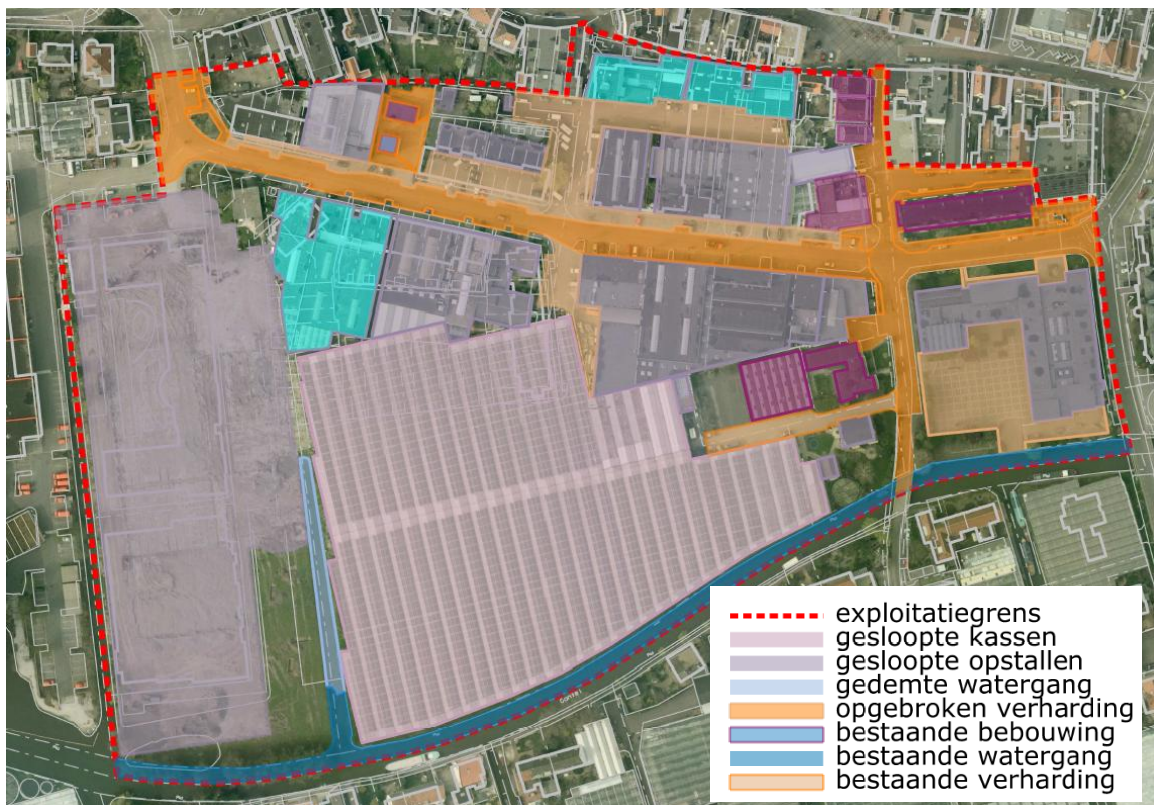 exploitatiegrens
gesloopte kassen
gesloopte opstallen
gedemte watergang
opgebroken verharding
bestaande bebouwing
bestaande watergang
bestaande verharding